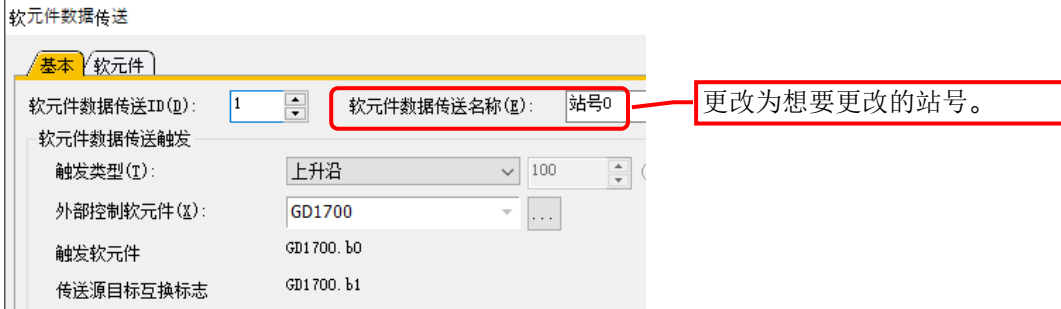 软元件数据传送
基本 软元件
软元件数据传送ID(D): 1 软元件数据传送名称(E): 站号0
更改为想要更改的站号。
软元件数据传送触发
触发类型(T): 上升沿 100 (
外部控制软元件(X): GD1700 ...
触发软元件 GD1700.b0
传送源目标互换标志 GD1700.b1